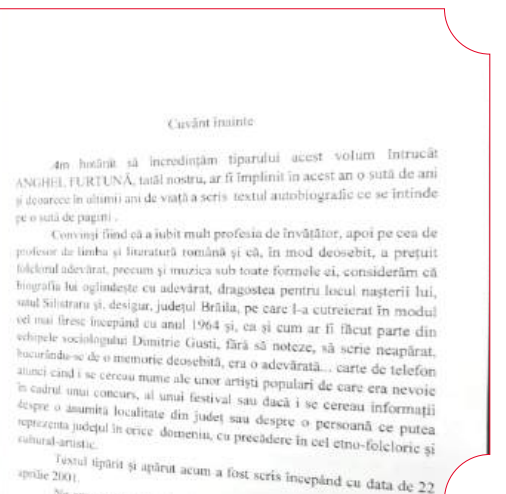 Cuvânt înainte
Am hotărât să încredințăm tiparului acest volum întrucât
ANGHEL FURTUNĂ, tatăl nostru, ar fi împlinit în acest an o sută de ani
și deoarece în ultimii ani de viață a scris textul autobiografic ce se întinde
pe o sută de pagini .
Convinși fiind că a iubit mult profesia de învățător, apoi pe cea de
profesor de limba și literatură română și că, în mod deosebit, a prețuit
folclorul adevărat, precum și muzica sub toate formele ei, considerăm că
biografia lui oglindește cu adevărat, dragostea pentru locul nașterii lui,
satul Silistraru și, desigur, județul Brăila, pe care l-a cutreierat în modul
cel mai firesc începând cu anul 1964 și, ca și cum ar fi făcut parte din
echipele sociologului Dumitrie Gusti, fără să noteze, să scrie neapărat,
bucurându-se de o memorie deosebită, era o adevărată... carte de telefon
atunci cînd i se cereau nume ale unor artiști populari de care era nevoie
în cadrul unui concurs, al unui festival sau dacă i se cereau informații
despre o anumită localitate din județ sau despre o persoană ce putea
reprezenta județul în orice domeniu, cu precădere în cel etno-folcloric și
cultural-artistic.
Textul tipărit și apărut acum a fost scris începând cu data de 22
aprilie 2001.